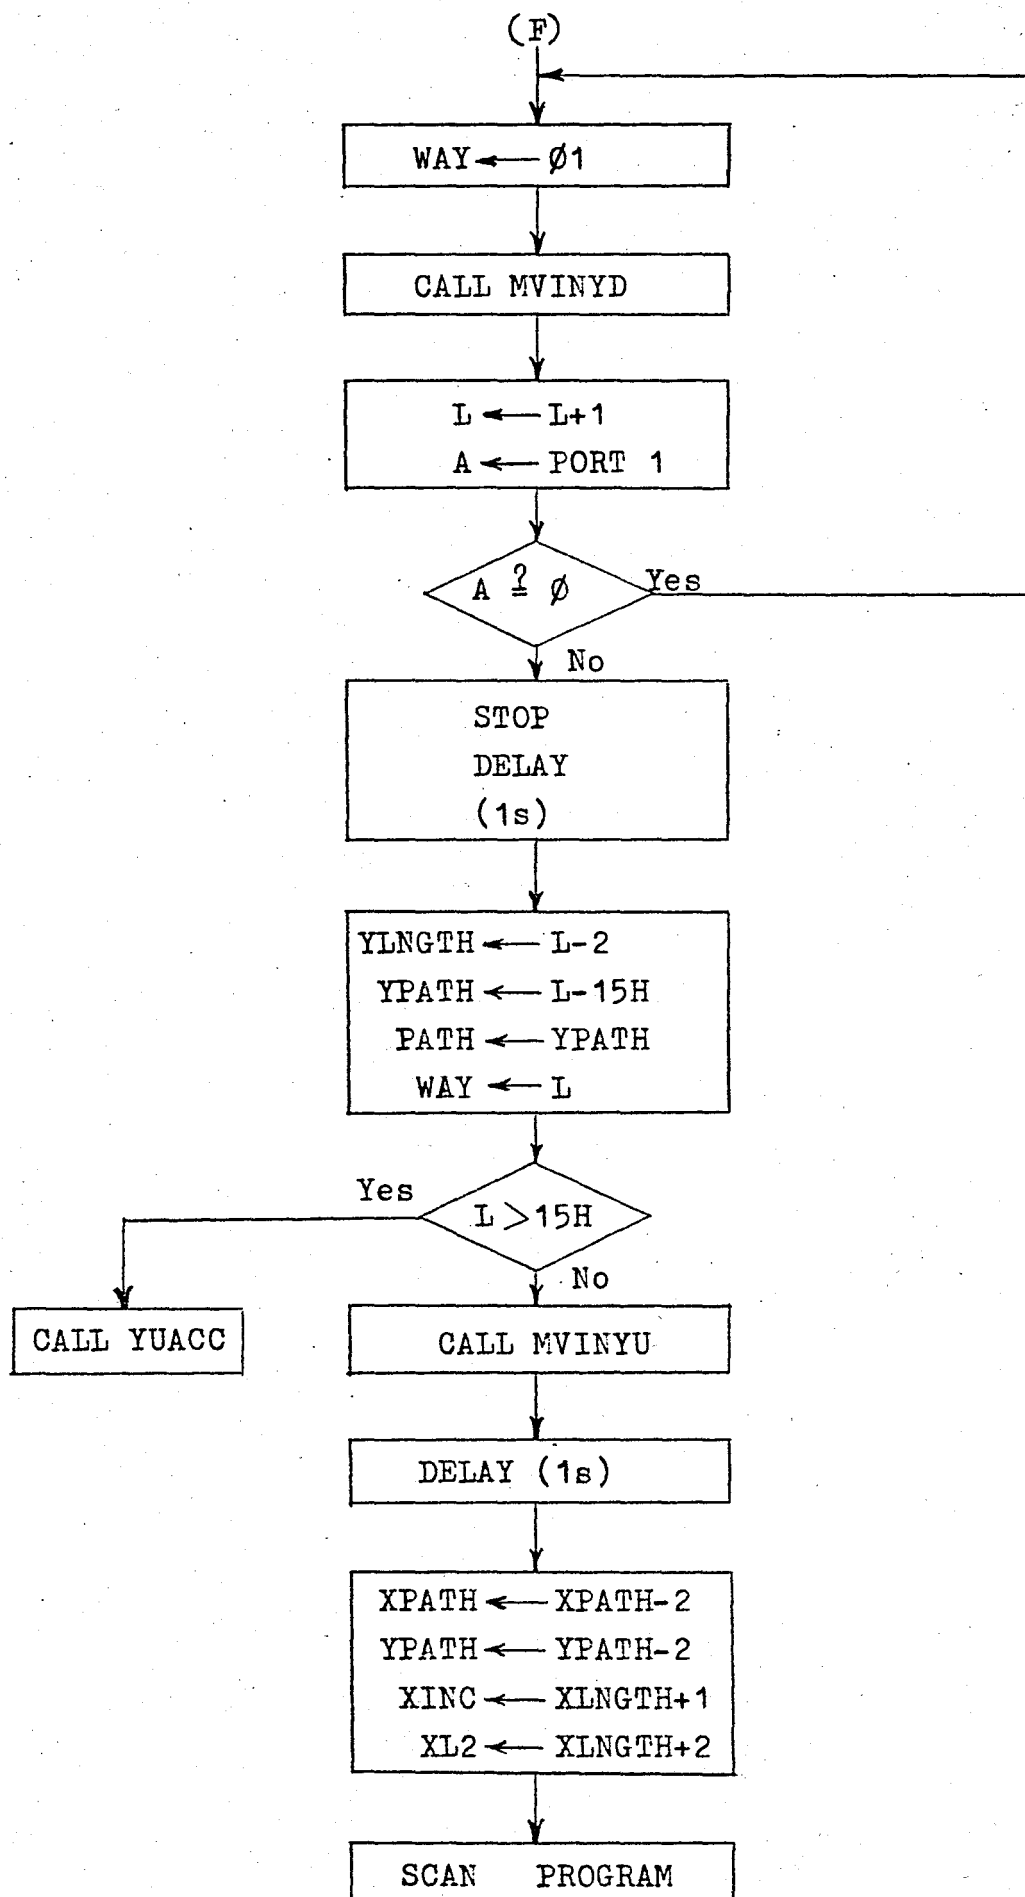 (F)
WAY ← Ø1
CALL MVINYD
L ← L+1
A ← PORT 1
A ≟ Ø
Yes
No
STOP
DELAY
(1s)
YLNGTH ← L-2
YPATH ← L-15H
PATH ← YPATH
WAY ← L
Yes
L > 15H
No
CALL YUACC
CALL MVINYU
DELAY (1s)
XPATH ← XPATH-2
YPATH ← YPATH-2
XINC ← XLNGTH+1
XL2 ← XLNGTH+2
SCAN PROGRAM